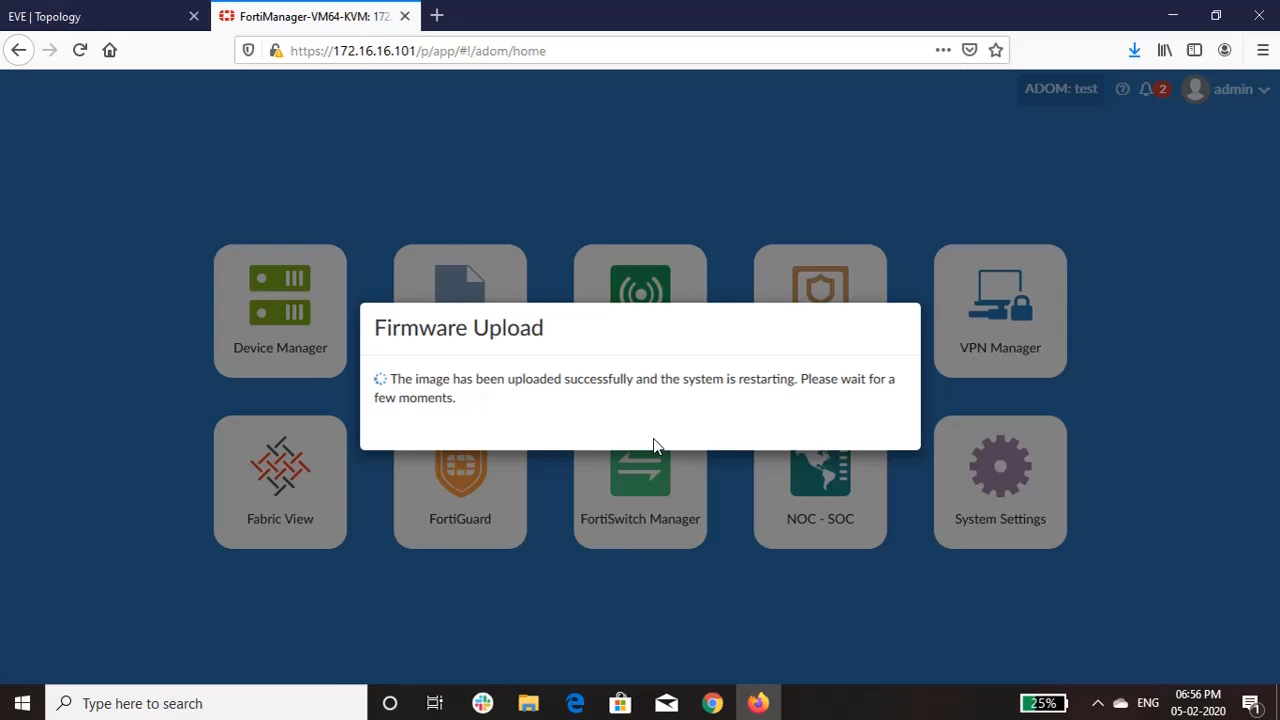 EVE | Topology
FortiManager-VM64-KVM: 172.
https://172.16.16.101/p/app/#!/adom/home
ADOM: test
2
admin
Device Manager
VPN Manager
Firmware Upload
The image has been uploaded successfully and the system is restarting. Please wait for a
few moments.
Fabric View
FortiGuard
FortiSwitch Manager
NOC - SOC
System Settings
Type here to search
25%
ENG
06:56 PM
05-02-2020
1